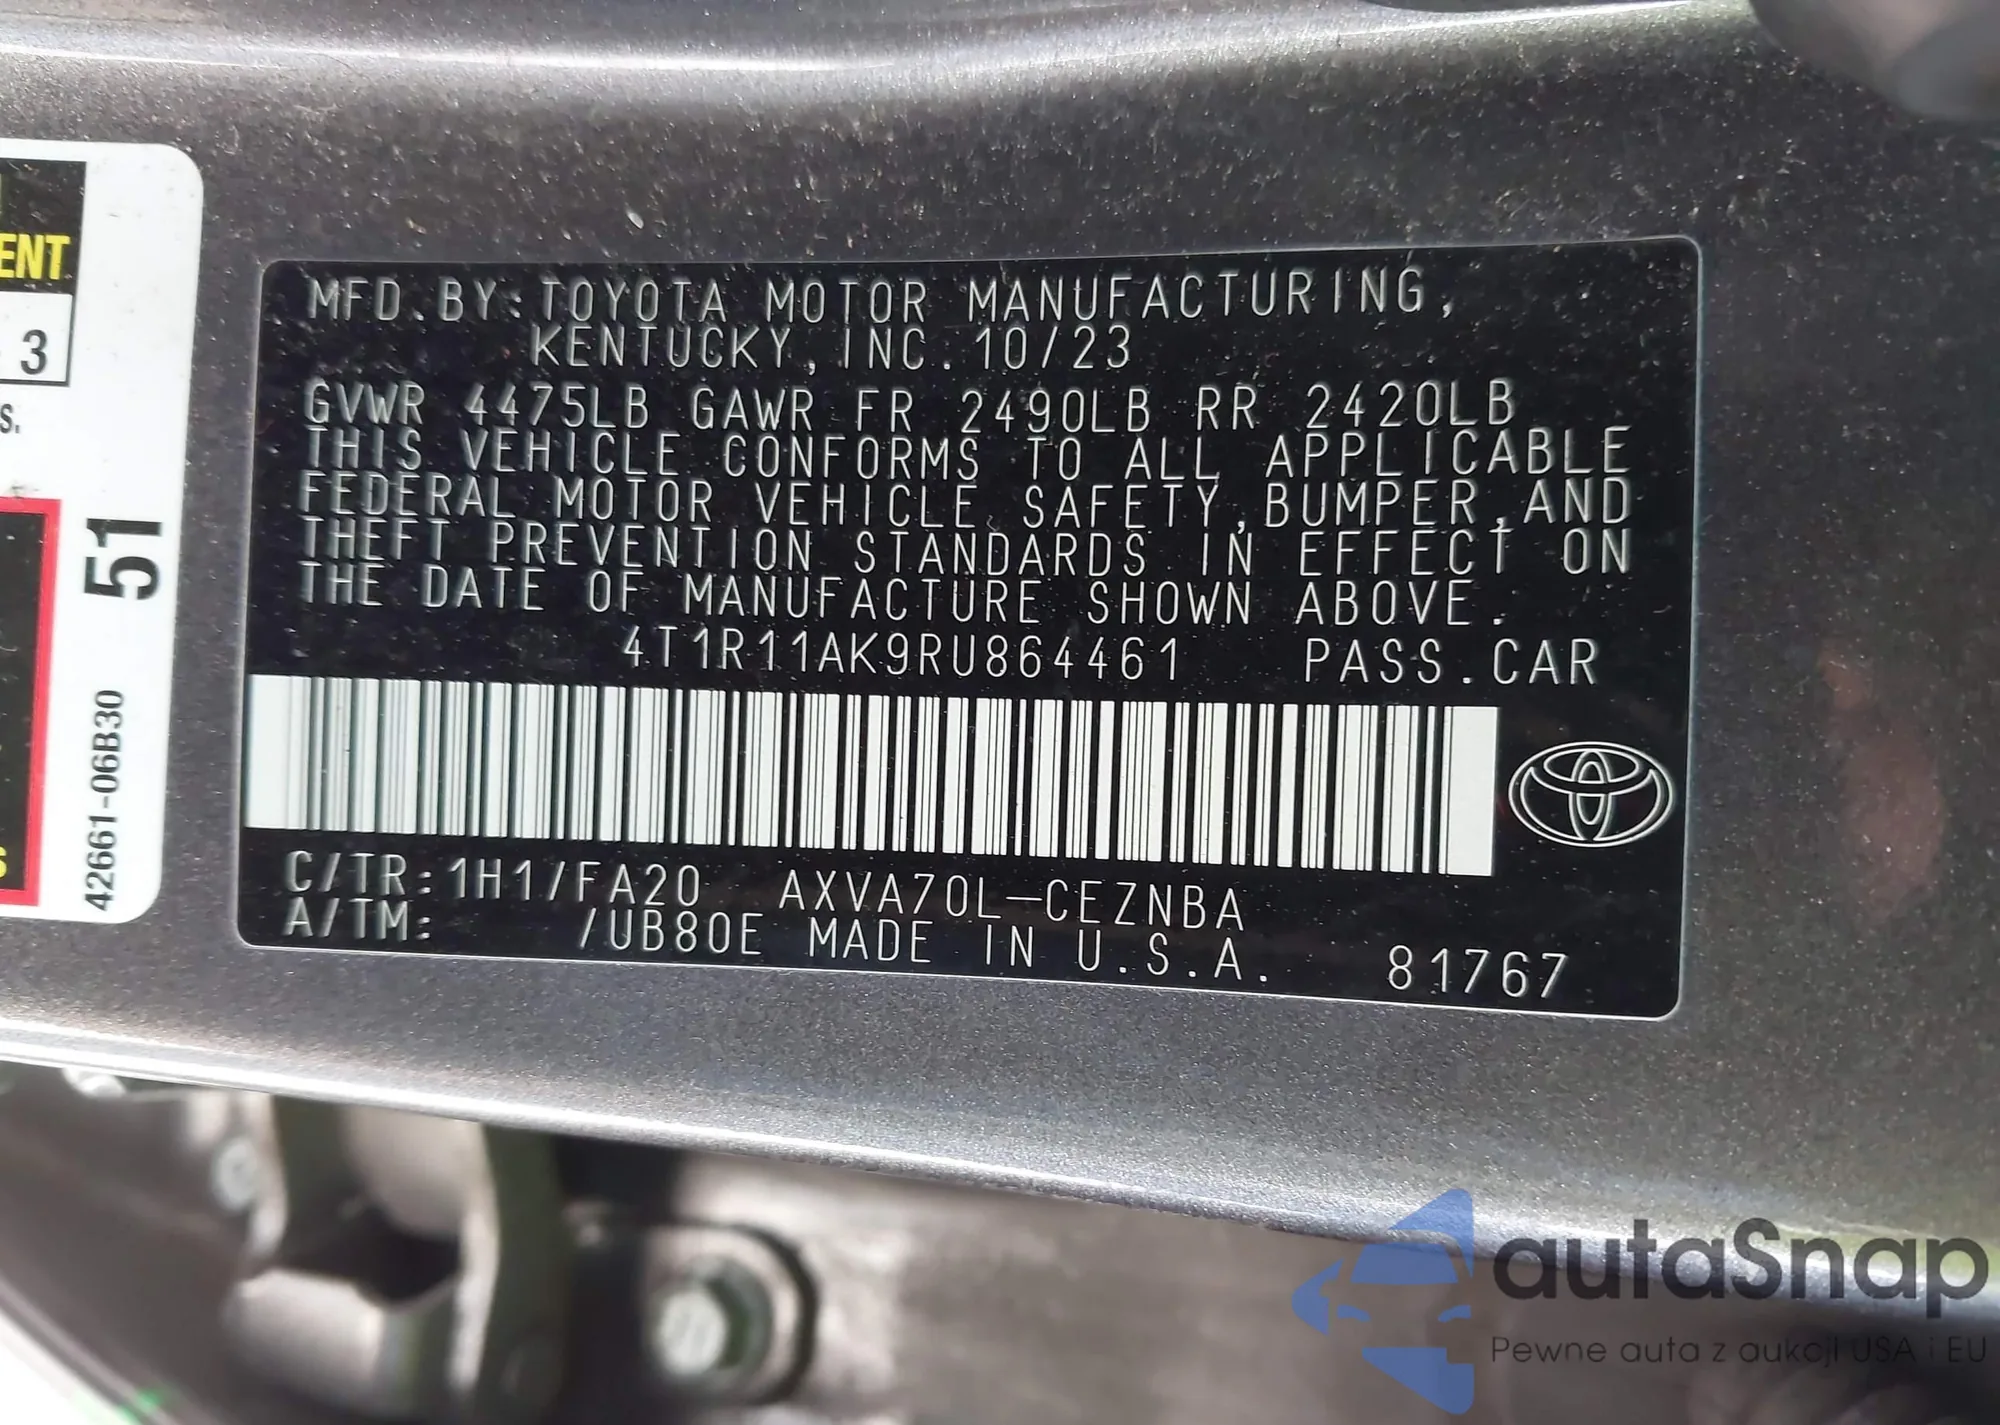 ENT
3
S.
51
42661-06B30
MFD.BY:TOYOTA MOTOR MANUFACTURING,
KENTUCKY,INC.10/23
GVWR 4475LB GAWR FR 2490LB RR 2420LB
THIS VEHICLE CONFORMS TO ALL APPLICABLE
FEDERAL MOTOR VEHICLE SAFETY,BUMPER,AND
THEFT PREVENTION STANDARDS IN EFFECT ON
THE DATE OF MANUFACTURE SHOWN ABOVE.
4T1R11AK9RU864461 PASS.CAR
C/TR:1H1/FA20 AXVA70L-CEZNBA
A/TM: /UB80E MADE IN U.S.A. 81767
autaSnap
Pewne auta z aukcji USA i EU